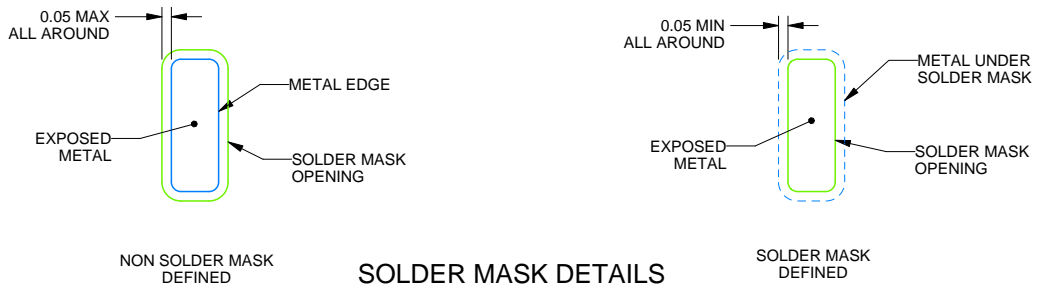 0.05 MAX
ALL AROUND
METAL EDGE
EXPOSED
METAL
SOLDER MASK
OPENING
NON SOLDER MASK
DEFINED
0.05 MIN
ALL AROUND
METAL UNDER
SOLDER MASK
EXPOSED
METAL
SOLDER MASK
OPENING
SOLDER MASK
DEFINED
SOLDER MASK DETAILS